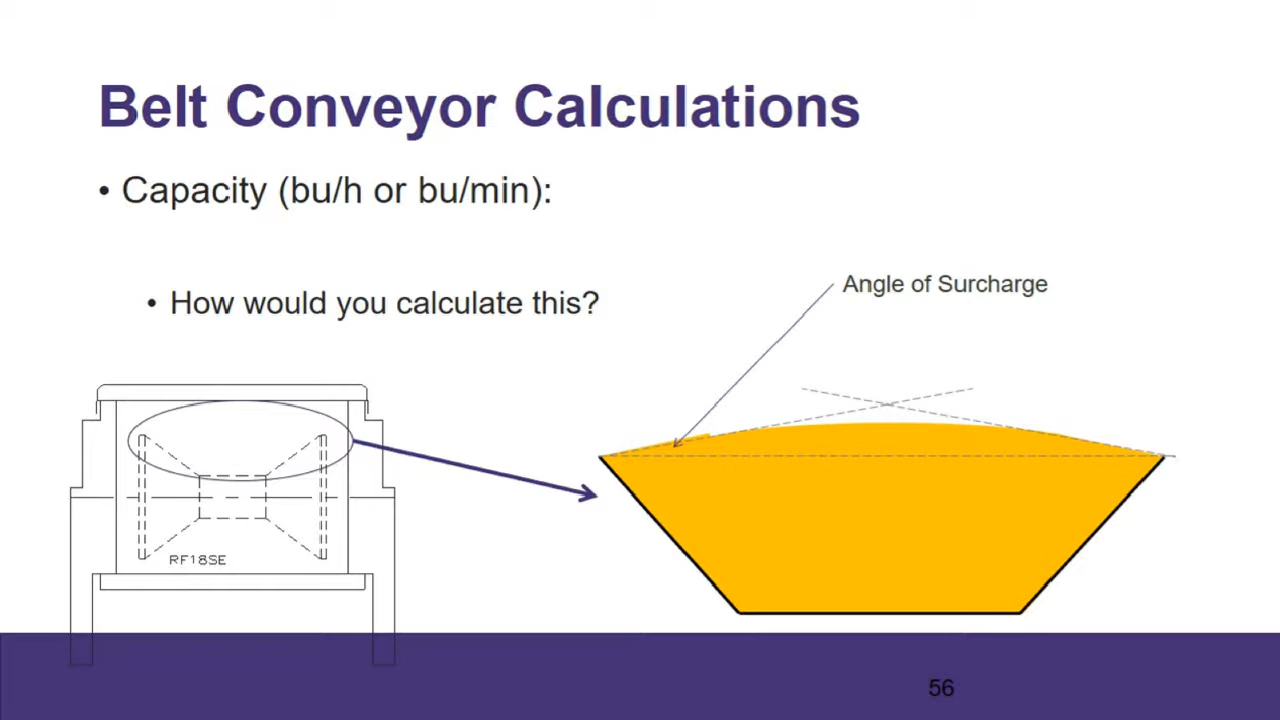 Belt Conveyor Calculations
• Capacity (bu/h or bu/min):
• How would you calculate this?
Angle of Surcharge
RF18SE
56